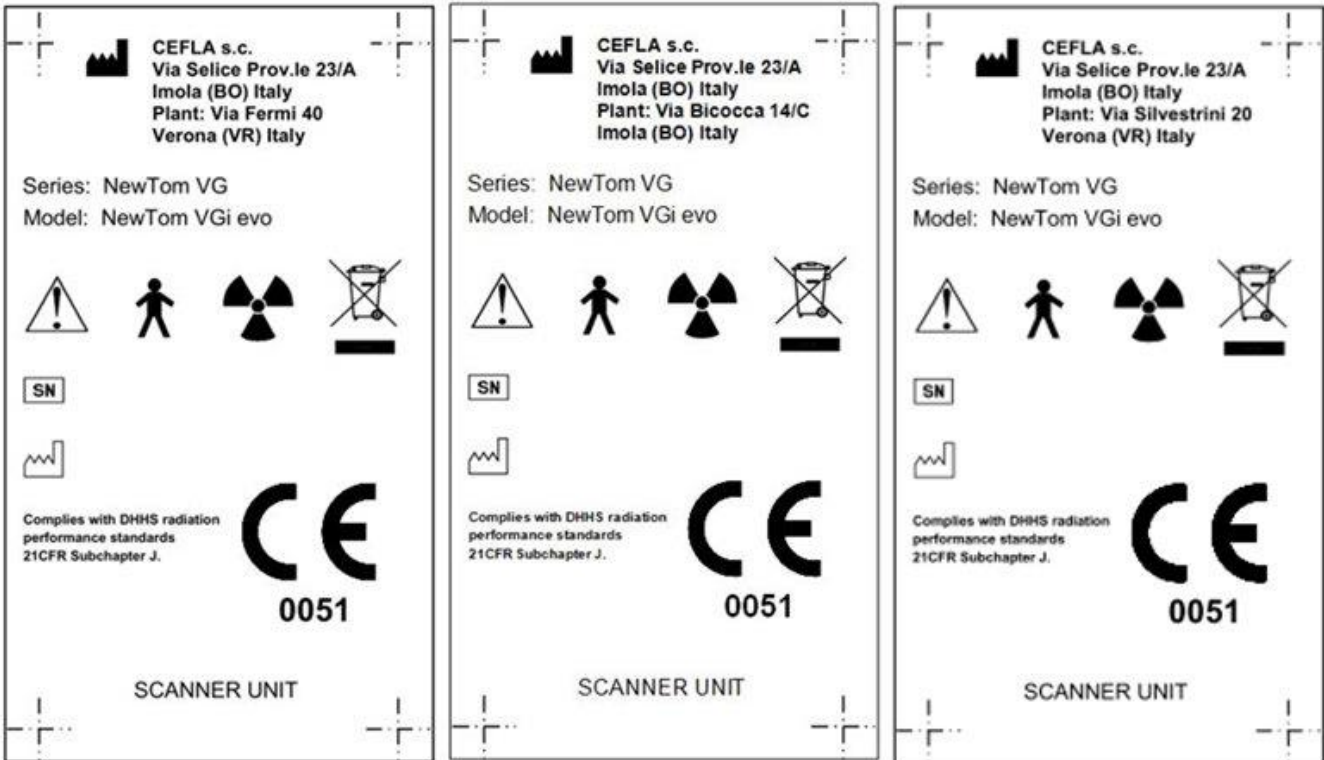 CEFLA s.c.
Via Selice Prov.le 23/A
Imola (BO) Italy
Plant: Via Fermi 40
Verona (VR) Italy
Series: NewTom VG
Model: NewTom VGi evo
SN
Complies with DHHS radiation
performance standards
21CFR Subchapter J.
CE
0051
SCANNER UNIT
CEFLA s.c.
Via Selice Prov.le 23/A
Imola (BO) Italy
Plant: Via Bicocca 14/C
Imola (BO) Italy
Series: NewTom VG
Model: NewTom VGi evo
SN
Complies with DHHS radiation
performance standards
21CFR Subchapter J.
CE
0051
SCANNER UNIT
CEFLA s.c.
Via Selice Prov.le 23/A
Imola (BO) Italy
Plant: Via Silvestrini 20
Verona (VR) Italy
Series: NewTom VG
Model: NewTom VGi evo
SN
Complies with DHHS radiation
performance standards
21CFR Subchapter J.
CE
0051
SCANNER UNIT